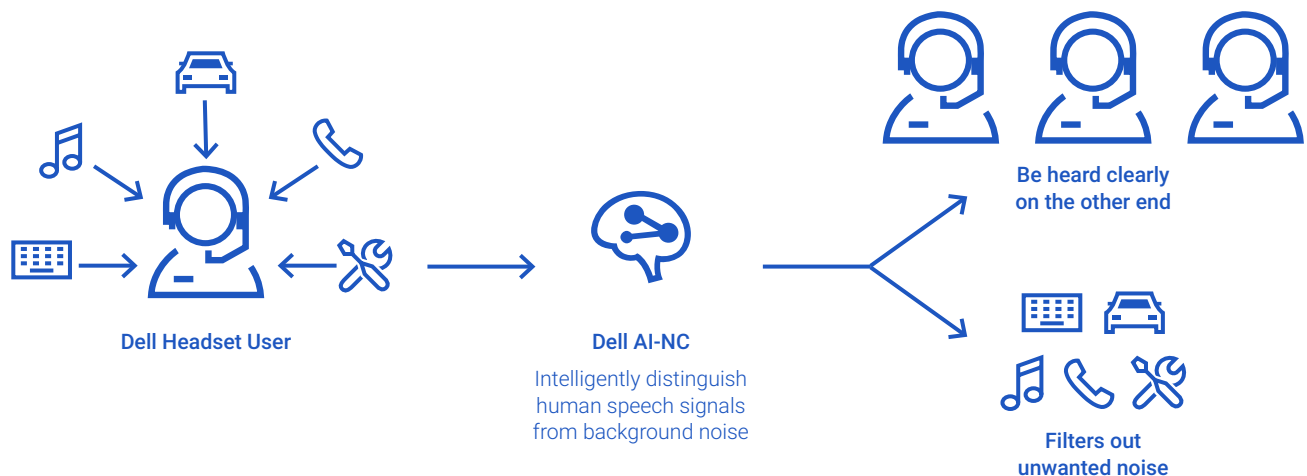 Dell Headset User
Dell AI-NC
Intelligently distinguish
human speech signals
from background noise
Be heard clearly
on the other end
Filters out
unwanted noise